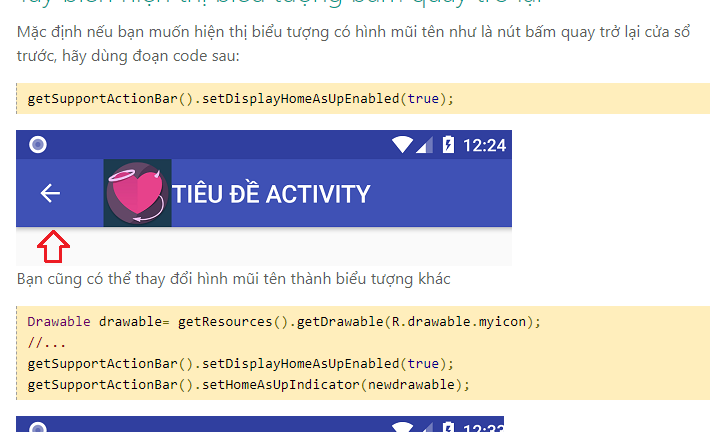 Mặc định nếu bạn muốn hiện thị biểu tượng có hình mũi tên như là nút bấm quay trở lại cửa sổ
trước, hãy dùng đoạn code sau:
getSupportActionBar().setDisplayHomeAsUpEnabled(true);
12:24
TIÊU ĐỀ ACTIVITY
Bạn cũng có thể thay đổi hình mũi tên thành biểu tượng khác
Drawable drawable= getResources().getDrawable(R.drawable.myicon);
//...
getSupportActionBar().setDisplayHomeAsUpEnabled(true);
getSupportActionBar().setHomeAsUpIndicator(newdrawable);
12:33